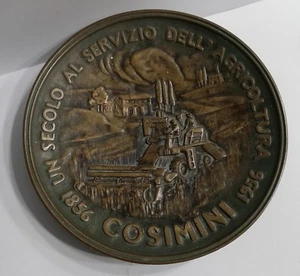 UN SECOLO AL SERVIZIO DELL'AGRICOLTURA
1856 COSIMINI 1956